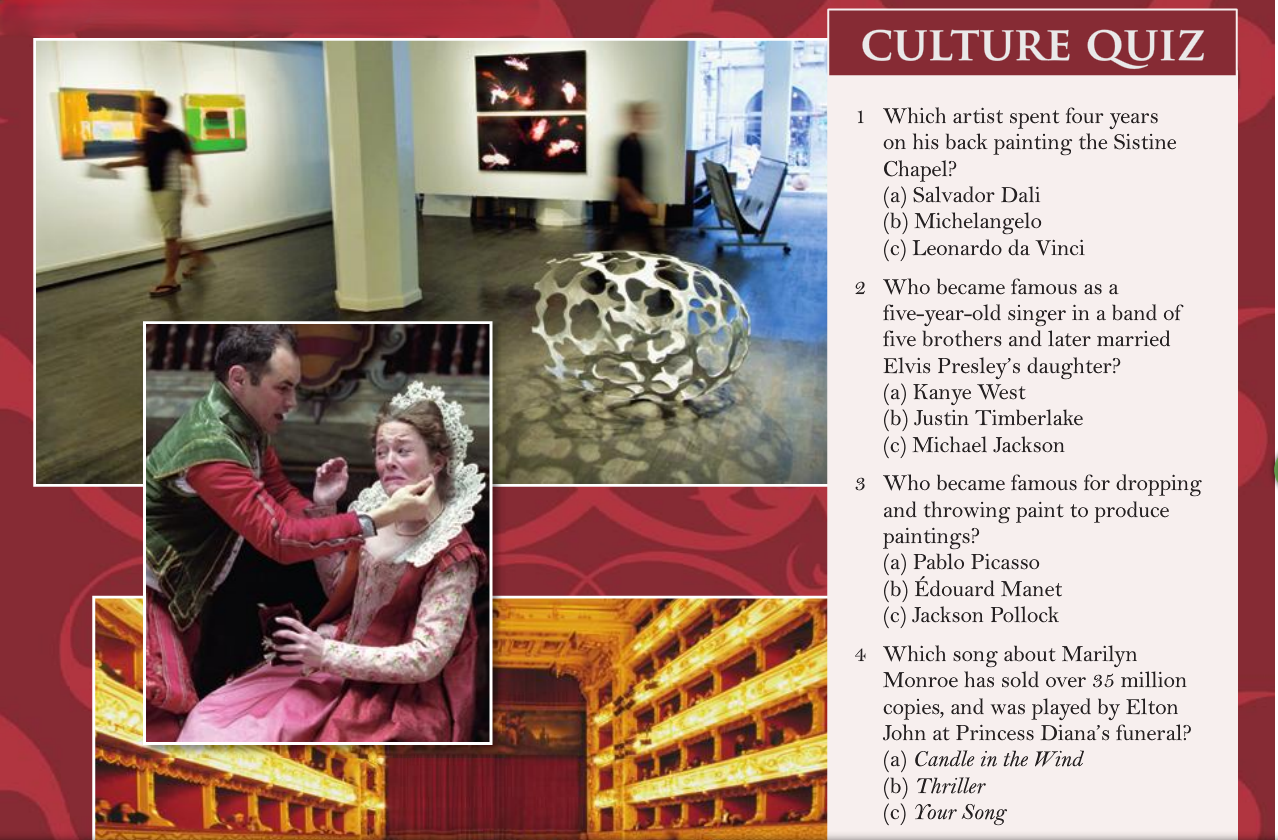 CULTURE QUIZ
1 Which artist spent four years
on his back painting the Sistine
Chapel?
(a) Salvador Dali
(b) Michelangelo
(c) Leonardo da Vinci
2 Who became famous as a
five-year-old singer in a band of
five brothers and later married
Elvis Presley’s daughter?
(a) Kanye West
(b) Justin Timberlake
(c) Michael Jackson
3 Who became famous for dropping
and throwing paint to produce
paintings?
(a) Pablo Picasso
(b) Édouard Manet
(c) Jackson Pollock
4 Which song about Marilyn
Monroe has sold over 35 million
copies, and was played by Elton
John at Princess Diana’s funeral?
(a) Candle in the Wind
(b) Thriller
(c) Your Song